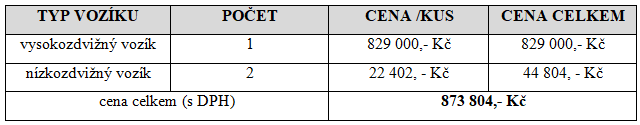 TYP VOZÍKU POČET CENA /KUS CENA CELKEM
vysokozdvižný vozík 1 829 000,- Kč 829 000,- Kč
nízkozdvižný vozík 2 22 402, - Kč 44 804, - Kč
cena celkem (s DPH) 873 804,- Kč